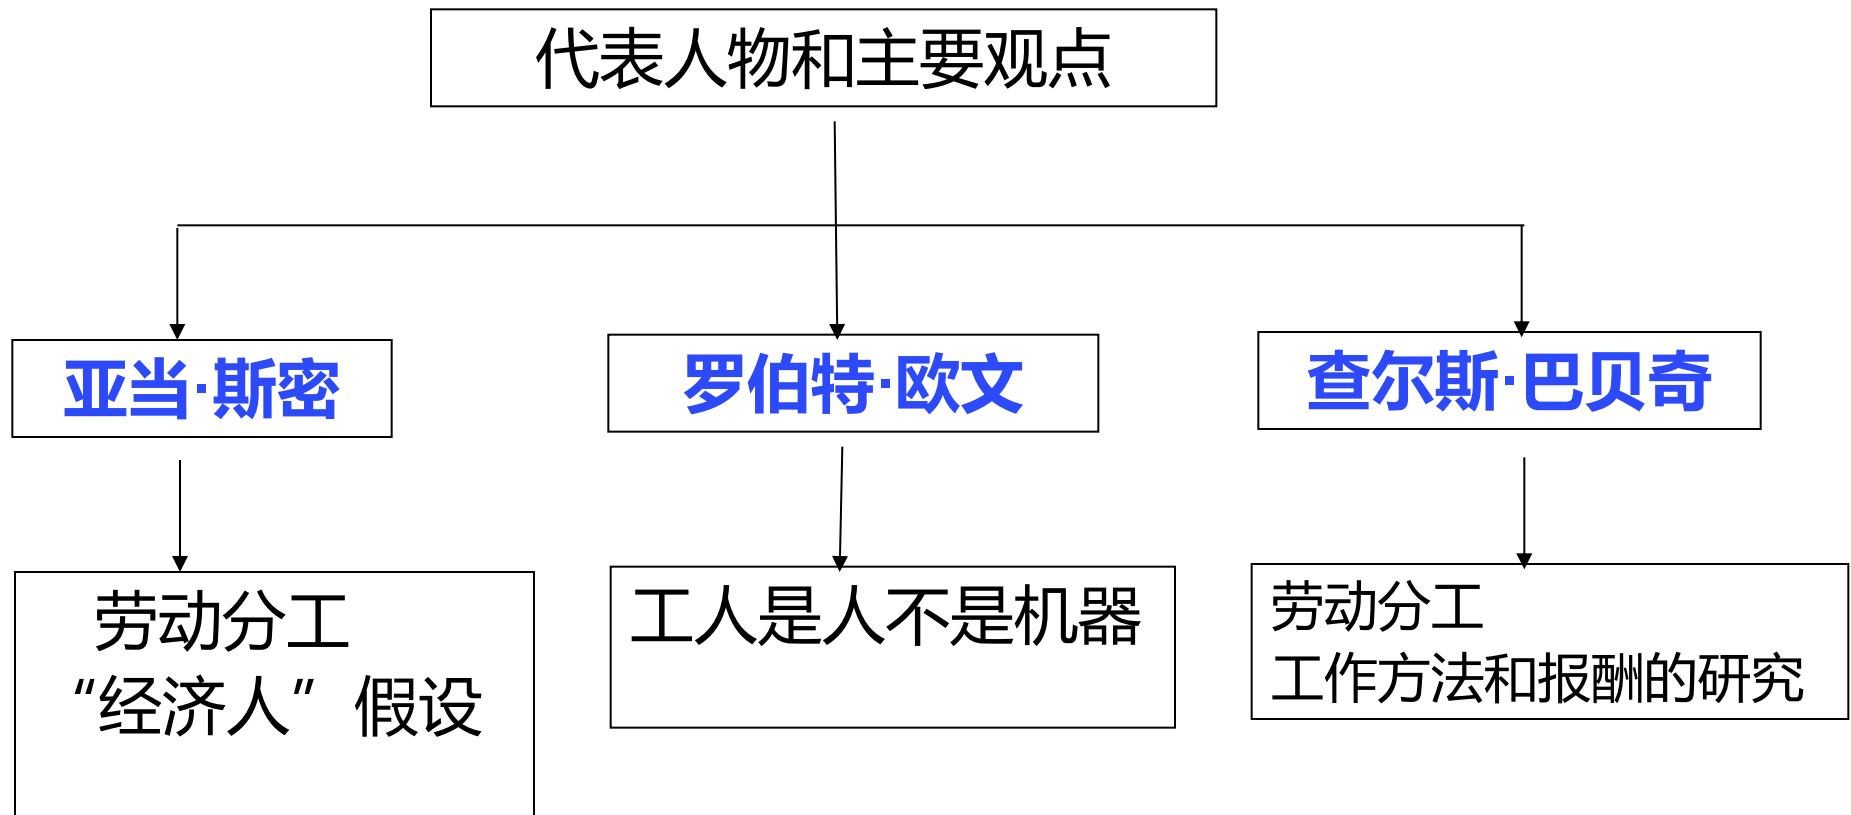 代表人物和主要观点
亚当·斯密
罗伯特·欧文
查尔斯·巴贝奇
劳动分工
“经济人”假设
工人是人不是机器
劳动分工
工作方法和报酬的研究